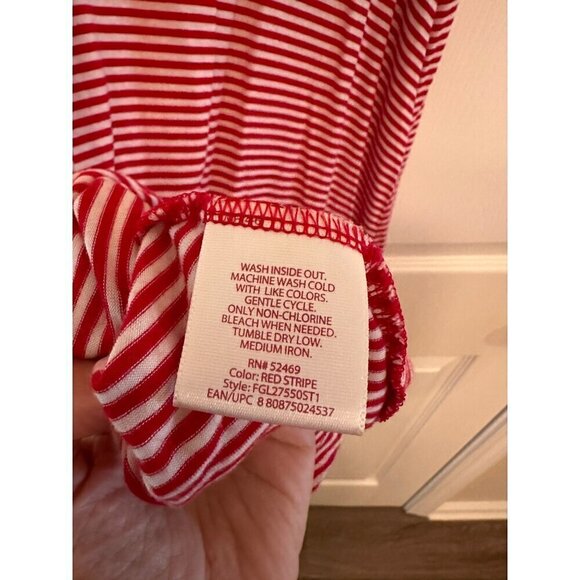 WASH INSIDE OUT.
MACHINE WASH COLD
WITH LIKE COLORS.
GENTLE CYCLE.
ONLY NON-CHLORINE
BLEACH WHEN NEEDED.
TUMBLE DRY LOW.
MEDIUM IRON.
RN# 52469
Color: RED STRIPE
Style: FGL27550ST1
EAN/UPC 8 80875024537